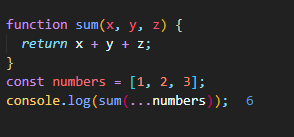 function sum(x, y, z) {
  return x + y + z;
}
const numbers = [1, 2, 3];
console.log(sum(...numbers));  6